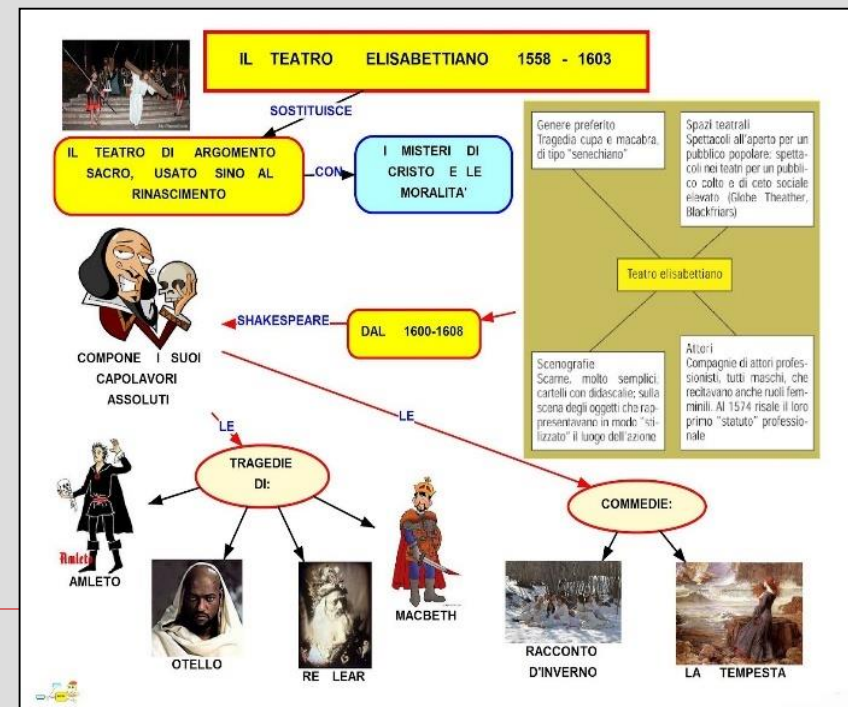 IL TEATRO ELISABETTIANO 1558 - 1603
SOSTITUISCE
IL TEATRO DI ARGOMENTO
SACRO, USATO SINO AL
RINASCIMENTO
CON
I MISTERI DI
CRISTO E LE
MORALITA'
Genere preferito
Tragedia cupa e macabra,
di tipo "senechiano"
Spazi teatrali
Spettacoli all'aperto per un
pubblico popolare; spetta-
coli nei teatri per un pubbli-
co colto e di ceto sociale
elevato (Globe Theather,
Blackfriars)
Teatro elisabettiano
Scenografie
Scarne, molto semplici,
cartelli con didascalie; sulla
scena degli oggetti che rap-
presentavano in modo "sti-
lizzato" il luogo dell'azione
Attori
Compagnie di attori profes-
sionisti, tutti maschi, che
recitavano anche ruoli fem-
minili. Al 1574 risale il loro
primo "statuto" professio-
nale
DAL 1600-1608
SHAKESPEARE
COMPONE I SUOI
CAPOLAVORI
ASSOLUTI
LE
LE
TRAGEDIE
DI:
COMMEDIE:
Amleto
AMLETO
OTELLO
RE LEAR
MACBETH
RACCONTO
D'INVERNO
LA TEMPESTA